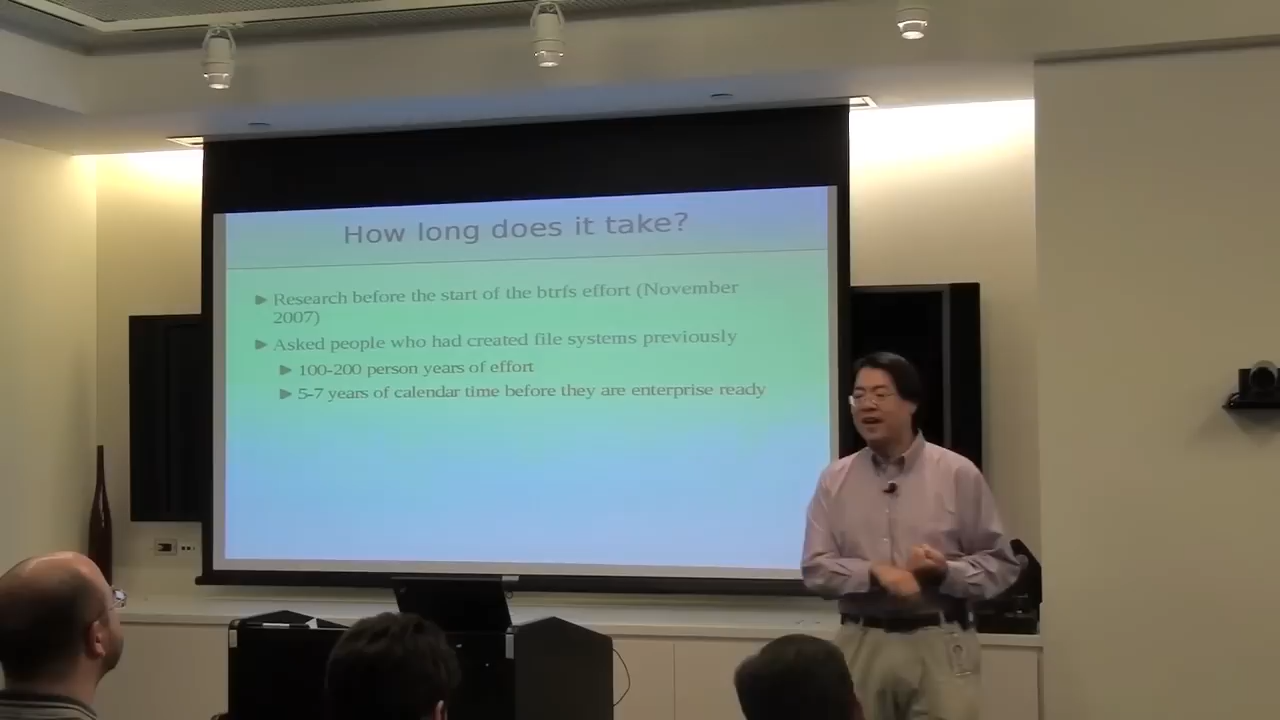 How long does it take?
Research before the start of the btrfs effort (November
2007)
Asked people who had created file systems previously
100-200 person years of effort
5-7 years of calendar time before they are enterprise ready